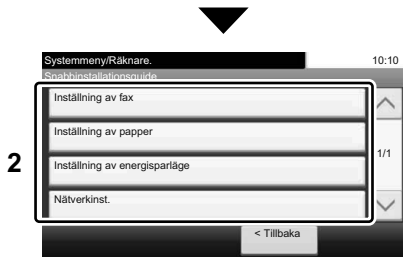 Systemmeny/Räknare.
10:10
Snabbinstallationsguide
Inställning av fax
Inställning av papper
1/1
2
Inställning av energisparläge
Nätverkinst.
< Tillbaka